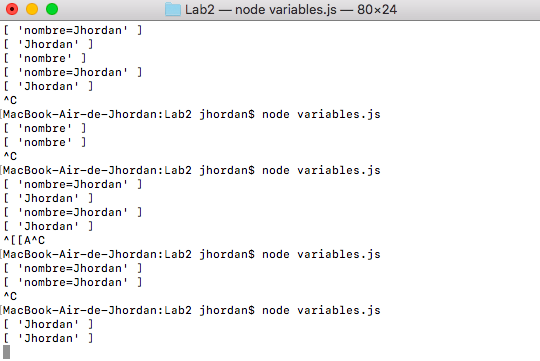 Lab2 — node variables.js — 80×24
[ 'nombre=Jhordan' ]
[ 'Jhordan' ]
[ 'nombre' ]
[ 'nombre=Jhordan' ]
[ 'Jhordan' ]
^C
[MacBook-Air-de-Jhordan:Lab2 jhordan$ node variables.js
[ 'nombre' ]
[ 'nombre' ]
^C
[MacBook-Air-de-Jhordan:Lab2 jhordan$ node variables.js
[ 'nombre=Jhordan' ]
[ 'Jhordan' ]
[ 'nombre=Jhordan' ]
[ 'Jhordan' ]
^[[A^C
[MacBook-Air-de-Jhordan:Lab2 jhordan$ node variables.js
[ 'nombre=Jhordan' ]
[ 'nombre=Jhordan' ]
^C
[MacBook-Air-de-Jhordan:Lab2 jhordan$ node variables.js
[ 'Jhordan' ]
[ 'Jhordan' ]